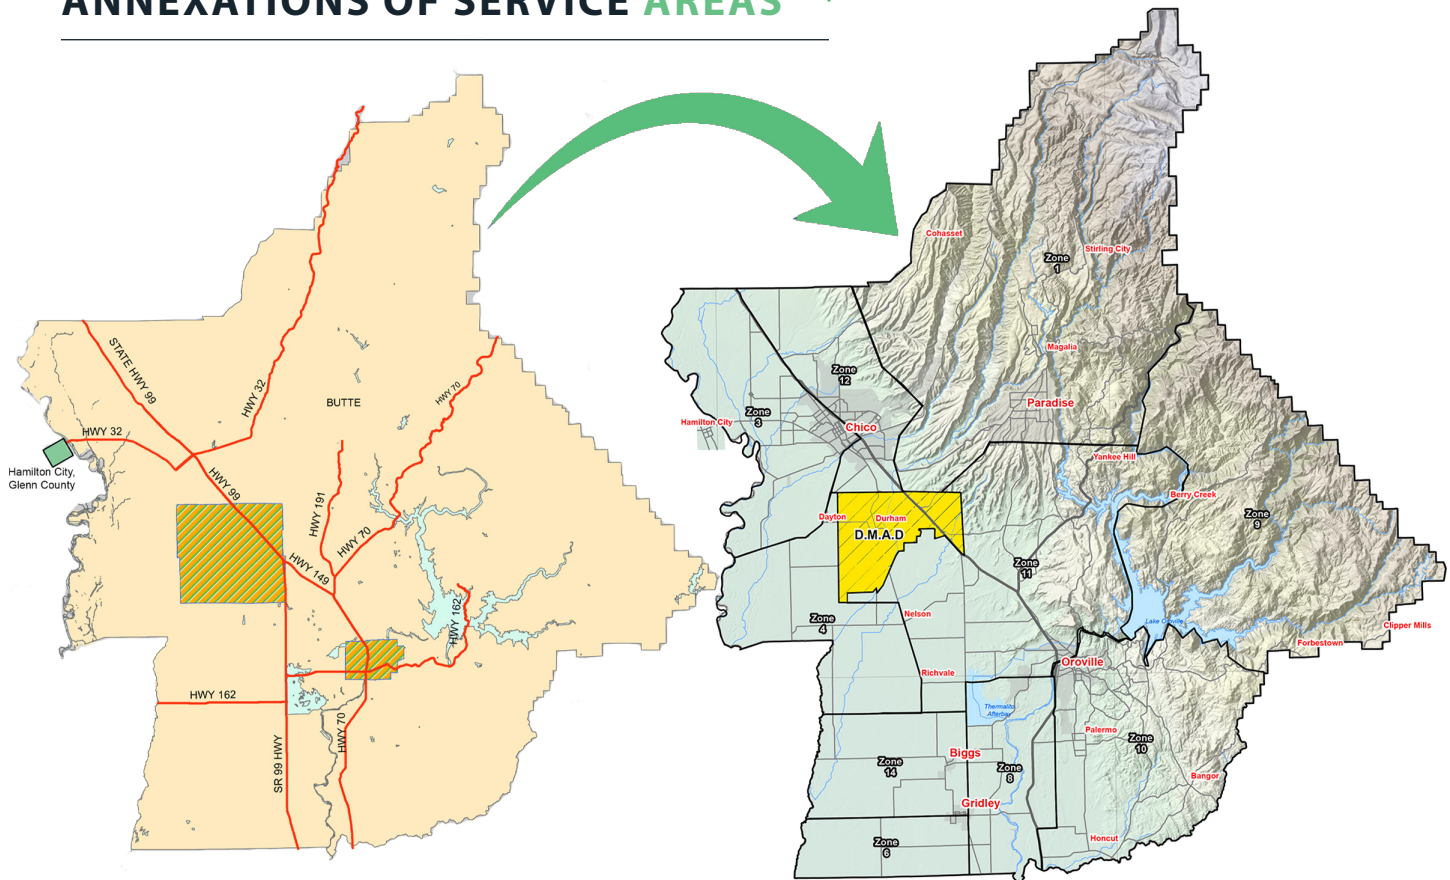 ANNEXATIONS OF SERVICE AREAS
STATE HWY 99
HWY 32
HWY 32
HWY 70
BUTTE
Hamilton City,
Glenn County
HWY 99
HWY 191
HWY 70
HWY 149
HWY 162
HWY 162
SR 99 HWY
HWY 70
Cohasset
Stirling City
Zone
1
Magalia
Zone
12
Paradise
Zone
3
Hamilton City
Chico
Yankee Hill
Berry Creek
Zone
9
Dayton
Durham
D.M.A.D
Zone
11
Nelson
Zone
4
Lake Oroville
Clipper Mills
Forbestown
Oroville
Richvale
Thermalito
Afterbay
Palermo
Zone
10
Biggs
Zone
14
Zone
8
Bangor
Gridley
Honcut
Zone
6